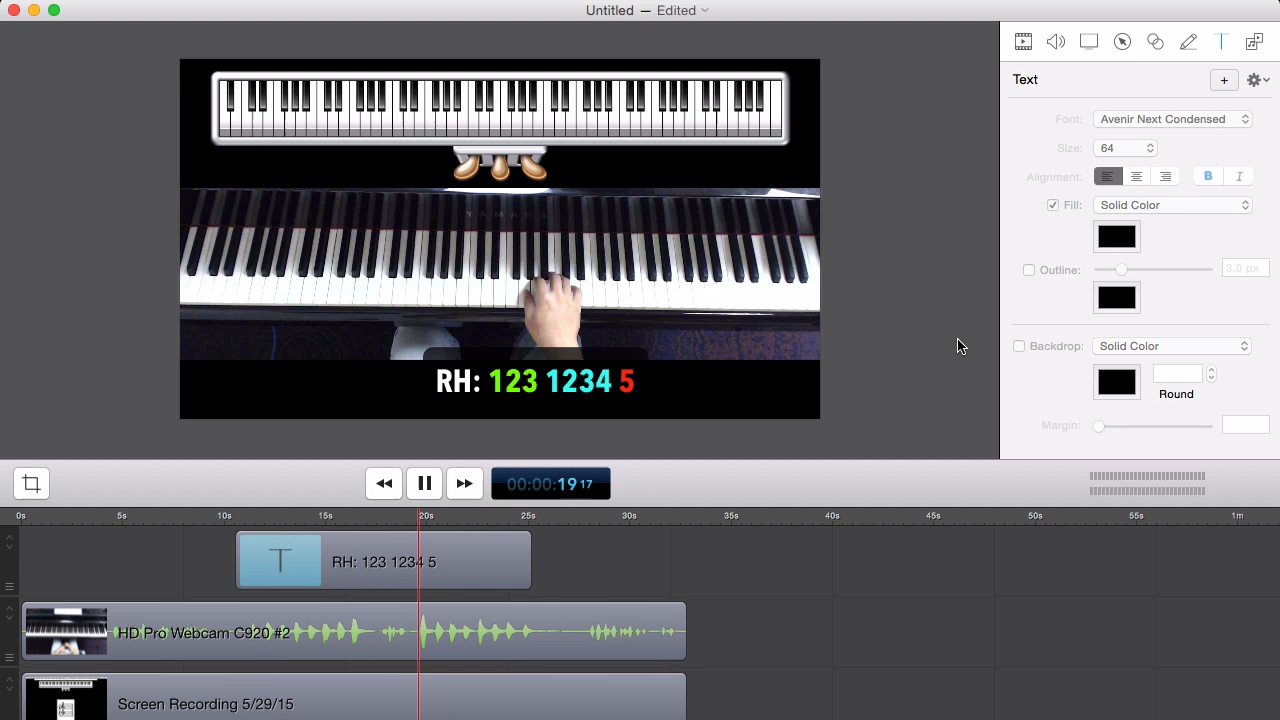 Untitled — Edited
Text
Font: Avenir Next Condensed
Size: 64
Alignment: B I
Fill: Solid Color
Outline: 3.0 px
Backdrop: Solid Color
Round
Margin:
YAMAHA
RH: 123 1234 5
00:00:19 17
0s 5s 10s 15s 20s 25s 30s 35s 40s 45s 50s 55s 1m
T RH: 123 1234 5
HD Pro Webcam C920 #2
Screen Recording 5/29/15